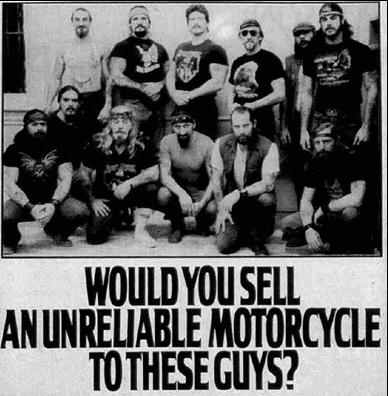 WOULD YOU SELL
AN UNRELIABLE MOTORCYCLE
TO THESE GUYS?